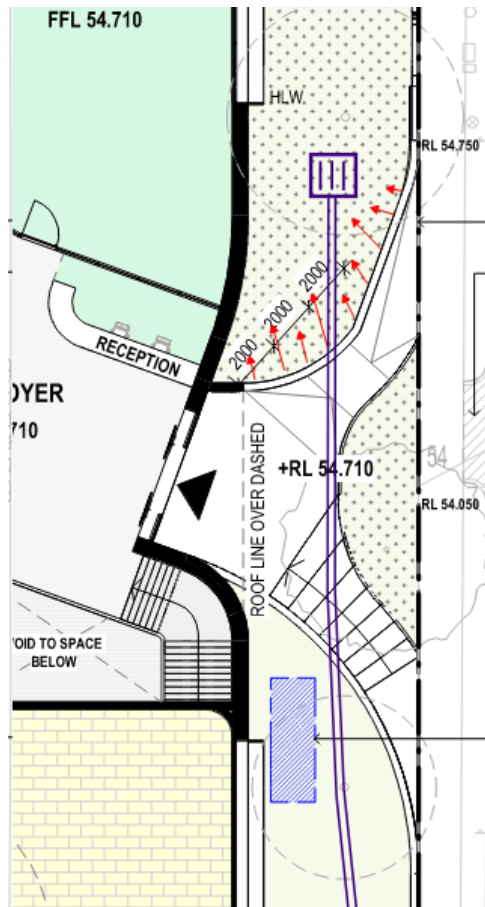 FFL 54.710
HLW
RL 54.750
2000
2000
2000
RECEPTION
OYER
710
ROOF LINE OVER DASHED
+RL 54.710
54
RL 54.050
VOID TO SPACE
BELOW